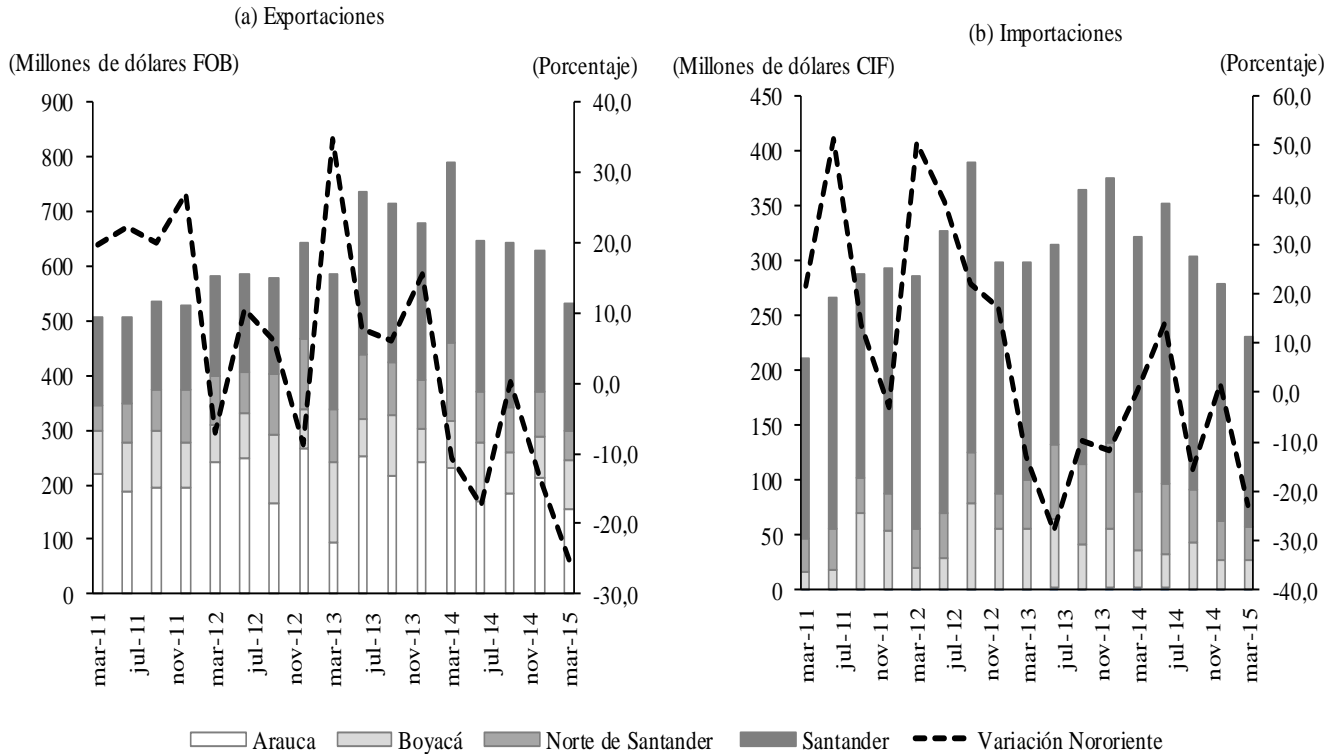 (a) Exportaciones
(Millones de dólares FOB)
(Porcentaje)
900
800
700
600
500
400
300
200
100
0
40,0
30,0
20,0
10,0
0,0
-10,0
-20,0
-30,0
mar-11
jul-11
nov-11
mar-12
jul-12
nov-12
mar-13
jul-13
nov-13
mar-14
jul-14
nov-14
mar-15
(b) Importaciones
(Millones de dólares CIF)
(Porcentaje)
450
400
350
300
250
200
150
100
50
0
60,0
50,0
40,0
30,0
20,0
10,0
0,0
-10,0
-20,0
-30,0
-40,0
mar-11
jul-11
nov-11
mar-12
jul-12
nov-12
mar-13
jul-13
nov-13
mar-14
jul-14
nov-14
mar-15
Arauca Boyacá Norte de Santander Santander Variación Nororiente